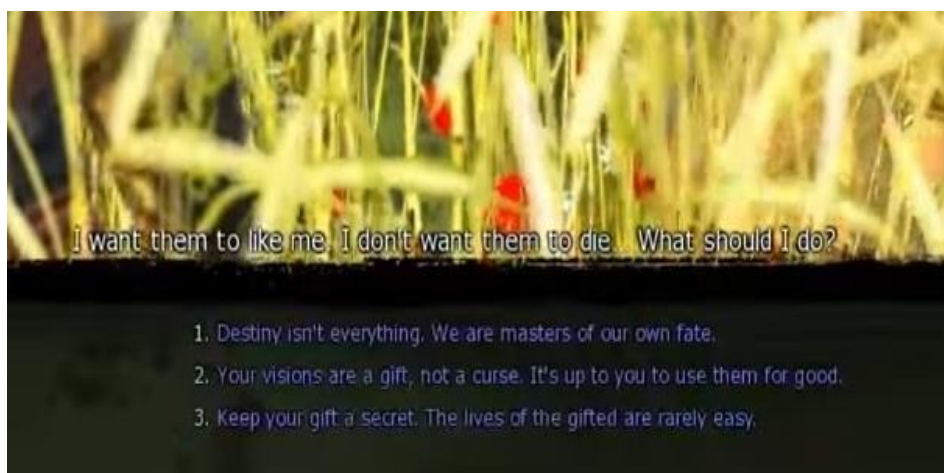 I want them to like me. I don't want them to die... What should I do?
1. Destiny isn't everything. We are masters of our own fate.
2. Your visions are a gift, not a curse. It's up to you to use them for good.
3. Keep your gift a secret. The lives of the gifted are rarely easy.